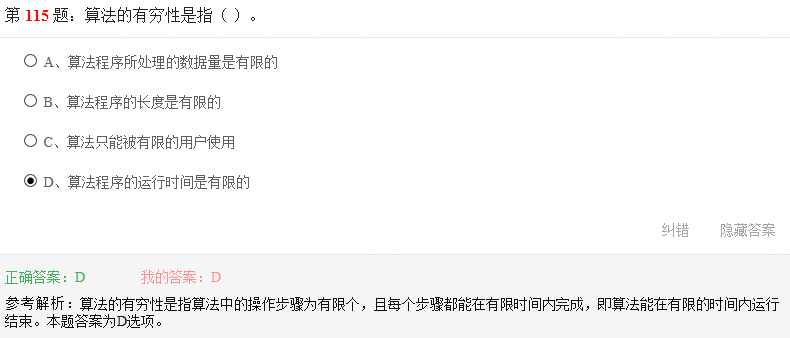 第 115 题：算法的有穷性是指（ ）。
A、算法程序所处理的数据量是有限的
B、算法程序的长度是有限的
C、算法只能被有限的用户使用
D、算法程序的运行时间是有限的
纠错 隐藏答案
正确答案：D 我的答案：D
参考解析：算法的有穷性是指算法中的操作步骤为有限个，且每个步骤都能在有限时间内完成，即算法能在有限的时间内运行
结束。本题答案为D选项。